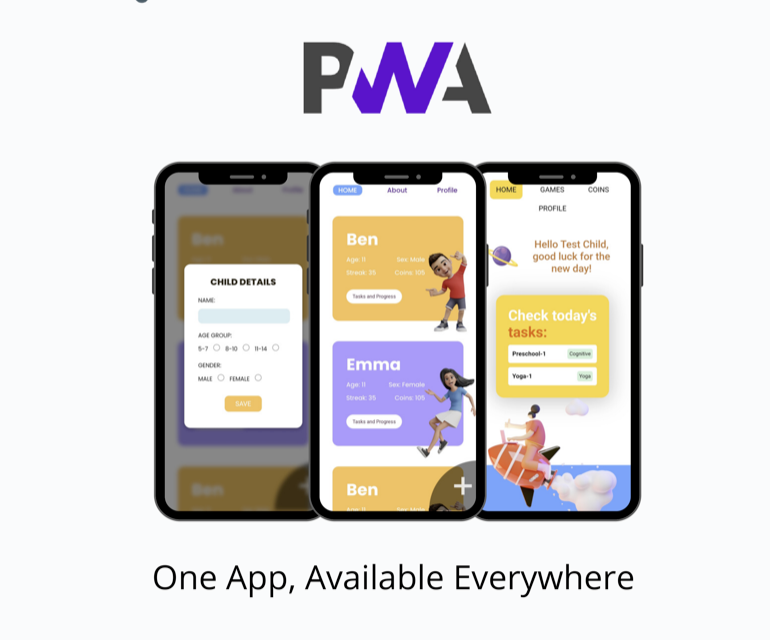 PWA
Ben
CHILD DETAILS
NAME:
AGE GROUP:
5-7 8-10 11-14
GENDER:
MALE FEMALE
SAVE
Ben
HOME About Profile
Ben
Age: 11 Sex: Male
Streak: 35 Coins: 105
Tasks and Progress
Emma
Age: 11 Sex: Female
Streak: 35 Coins: 105
Tasks and Progress
Ben
Age: 11
+
HOME GAMES COINS
PROFILE
Hello Test Child,
good luck for the
new day!
Check today's
tasks:
Preschool-1 Cognitive
Yoga-1 Yoga
One App, Available Everywhere